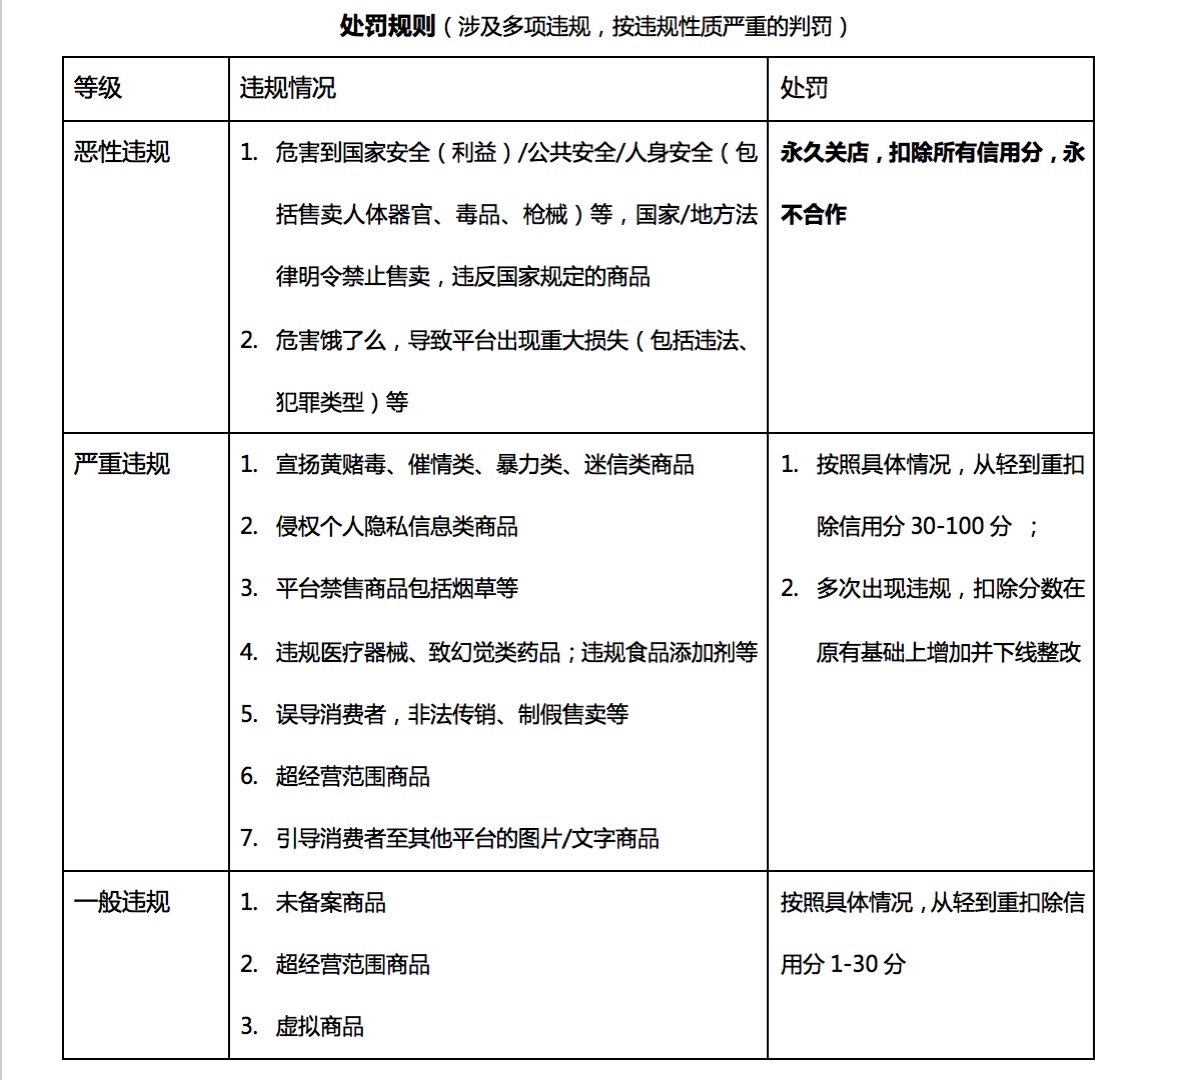 处罚规则（涉及多项违规，按违规性质严重的判罚）
等级
违规情况
处罚
恶性违规
1. 危害到国家安全（利益）/公共安全/人身安全（包
括售卖人体器官、毒品、枪械）等，国家/地方法
律明令禁止售卖，违反国家规定的商品
2. 危害饿了么，导致平台出现重大损失（包括违法、
犯罪类型）等
永久关店，扣除所有信用分，永
不合作
严重违规
1. 宣扬黄赌毒、催情类、暴力类、迷信类商品
2. 侵权个人隐私信息类商品
3. 平台禁售商品包括烟草等
4. 违规医疗器械、致幻觉类药品；违规食品添加剂等
5. 误导消费者，非法传销、制假售卖等
6. 超经营范围商品
7. 引导消费者至其他平台的图片/文字商品
1. 按照具体情况，从轻到重扣
除信用分 30-100 分 ；
2. 多次出现违规，扣除分数在
原有基础上增加并下线整改
一般违规
1. 未备案商品
2. 超经营范围商品
3. 虚拟商品
按照具体情况，从轻到重扣除信
用分 1-30 分